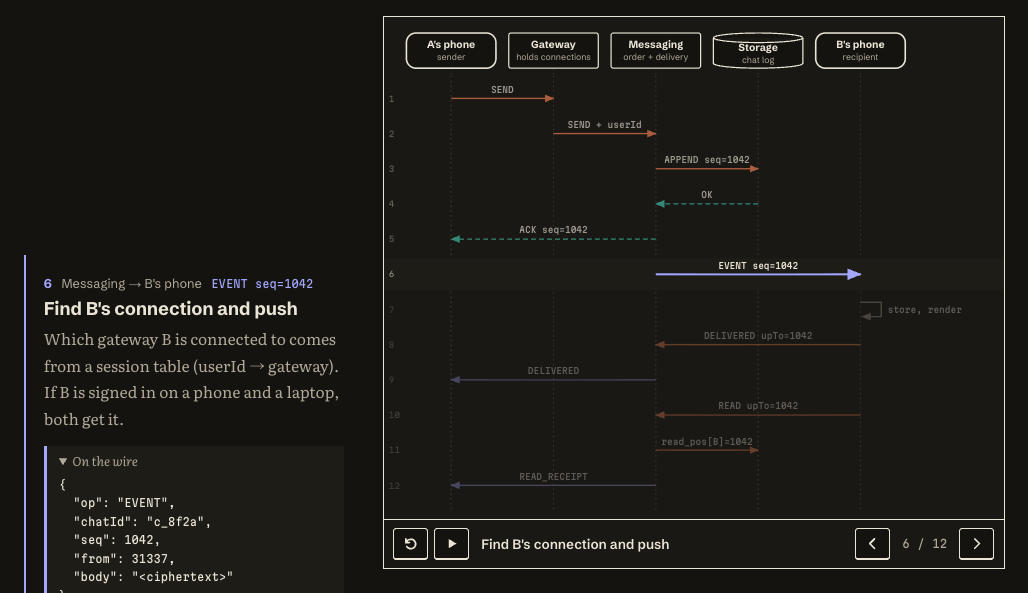 6 Messaging → B's phone EVENT seq=1042
Find B's connection and push
Which gateway B is connected to comes
from a session table (userId → gateway).
If B is signed in on a phone and a laptop,
both get it.
▼ On the wire
{
"op": "EVENT",
"chatId": "c_8f2a",
"seq": 1042,
"from": 31337,
"body": "<ciphertext>"
}
A's phone
sender
Gateway
holds connections
Messaging
order + delivery
Storage
chat log
B's phone
recipient
1 SEND
2 SEND + userId
3 APPEND seq=1042
4 OK
5 ACK seq=1042
6 EVENT seq=1042
7 store, render
8 DELIVERED upTo=1042
9 DELIVERED
10 READ upTo=1042
11 read_pos[B]=1042
12 READ_RECEIPT
Find B's connection and push
6 / 12